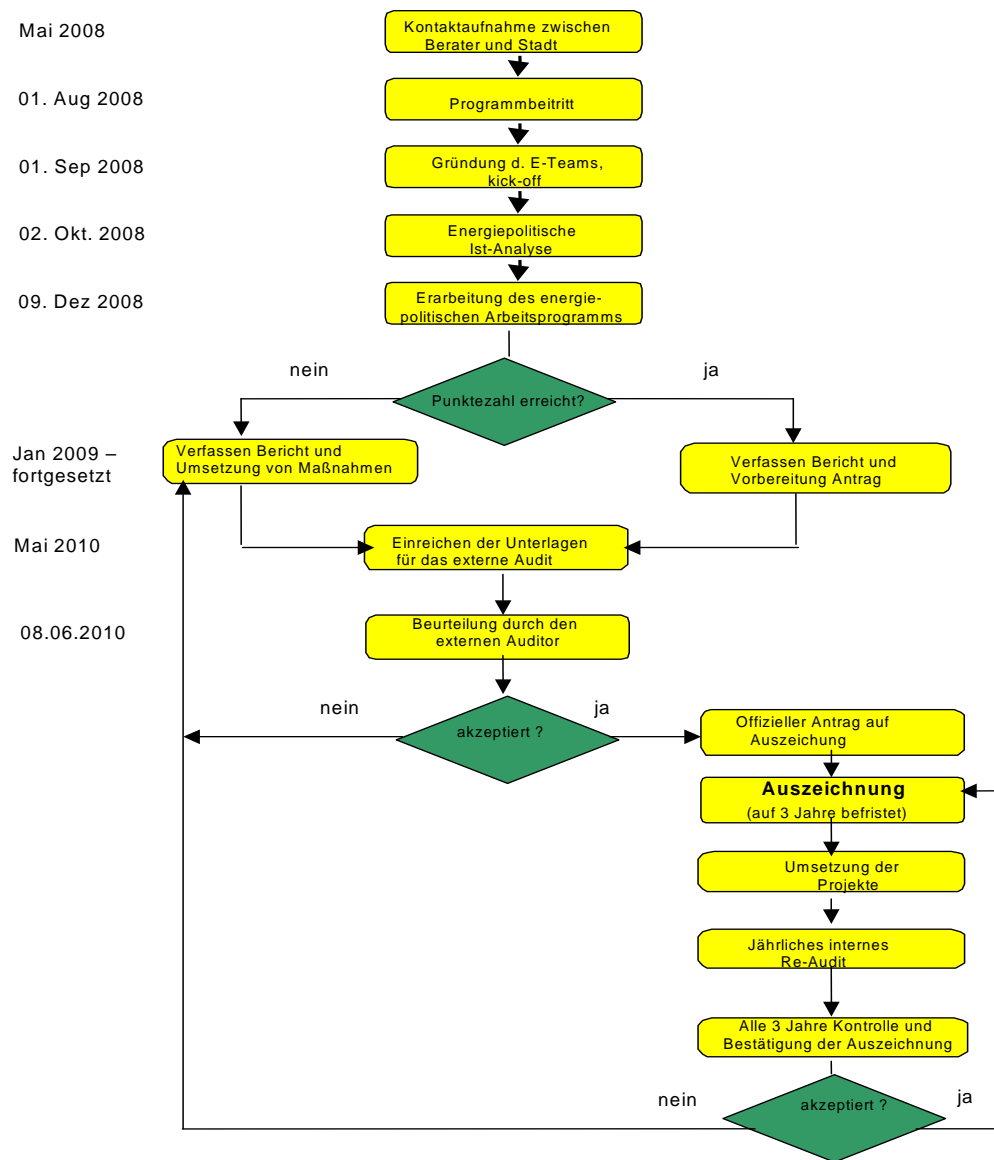 Mai 2008
Kontaktaufnahme zwischen
Berater und Stadt
01. Aug 2008
Programmbeitritt
01. Sep 2008
Gründung d. E-Teams,
kick-off
02. Okt. 2008
Energiepolitische
Ist-Analyse
09. Dez 2008
Erarbeitung des energie-
politischen Arbeitsprogramms
nein
ja
Punktezahl erreicht?
Jan 2009 –
fortgesetzt
Verfassen Bericht und
Umsetzung von Maßnahmen
Verfassen Bericht und
Vorbereitung Antrag
Mai 2010
Einreichen der Unterlagen
für das externe Audit
08.06.2010
Beurteilung durch den
externen Auditor
nein
ja
akzeptiert ?
Offizieller Antrag auf
Auszeichung
Auszeichnung
(auf 3 Jahre befristet)
Umsetzung der
Projekte
Jährliches internes
Re-Audit
Alle 3 Jahre Kontrolle und
Bestätigung der Auszeichnung
nein
akzeptiert ?
ja